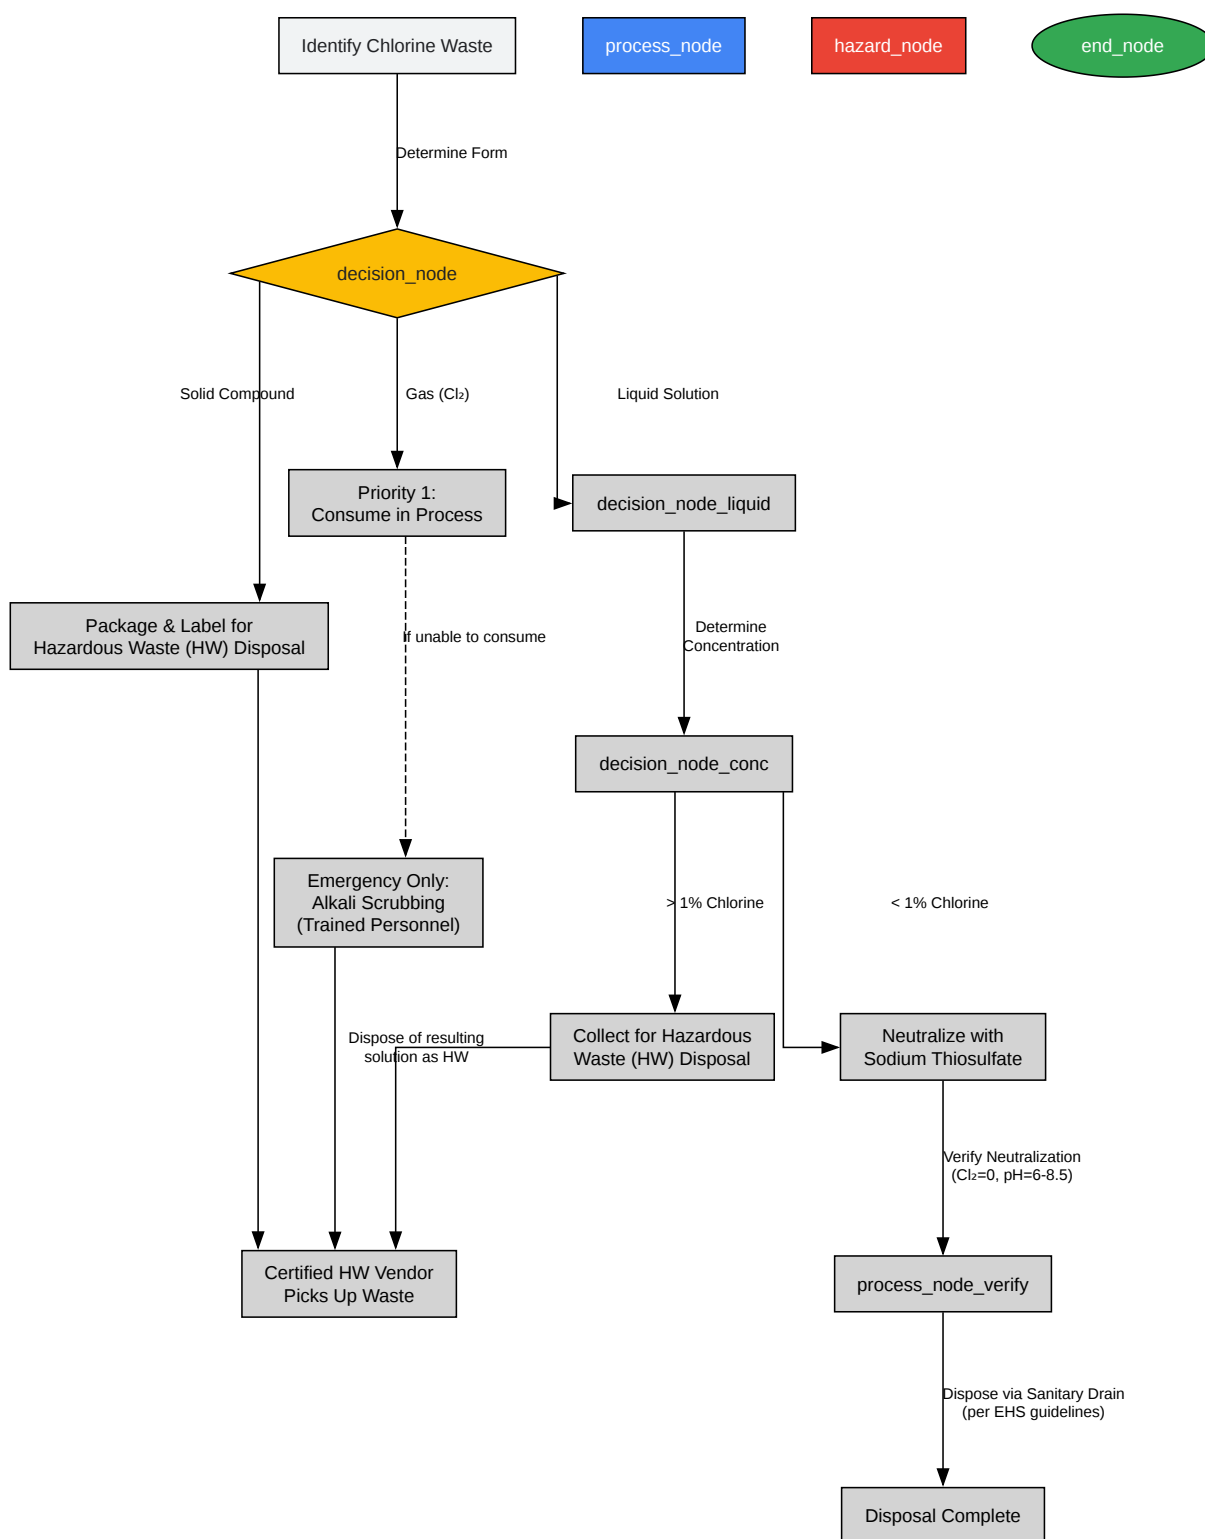 Identify Chlorine Waste
process_node
hazard_node
end_node
Determine Form
decision_node
Solid Compound
Gas (Cl₂)
Liquid Solution
Priority 1:
Consume in Process
decision_node_liquid
Package & Label for
Hazardous Waste (HW) Disposal
If unable to consume
Determine
Concentration
decision_node_conc
Emergency Only:
Alkali Scrubbing
(Trained Personnel)
> 1% Chlorine
< 1% Chlorine
Dispose of resulting
solution as HW
Collect for Hazardous
Waste (HW) Disposal
Neutralize with
Sodium Thiosulfate
Verify Neutralization
(Cl₂=0, pH=6-8.5)
Certified HW Vendor
Picks Up Waste
process_node_verify
Dispose via Sanitary Drain
(per EHS guidelines)
Disposal Complete